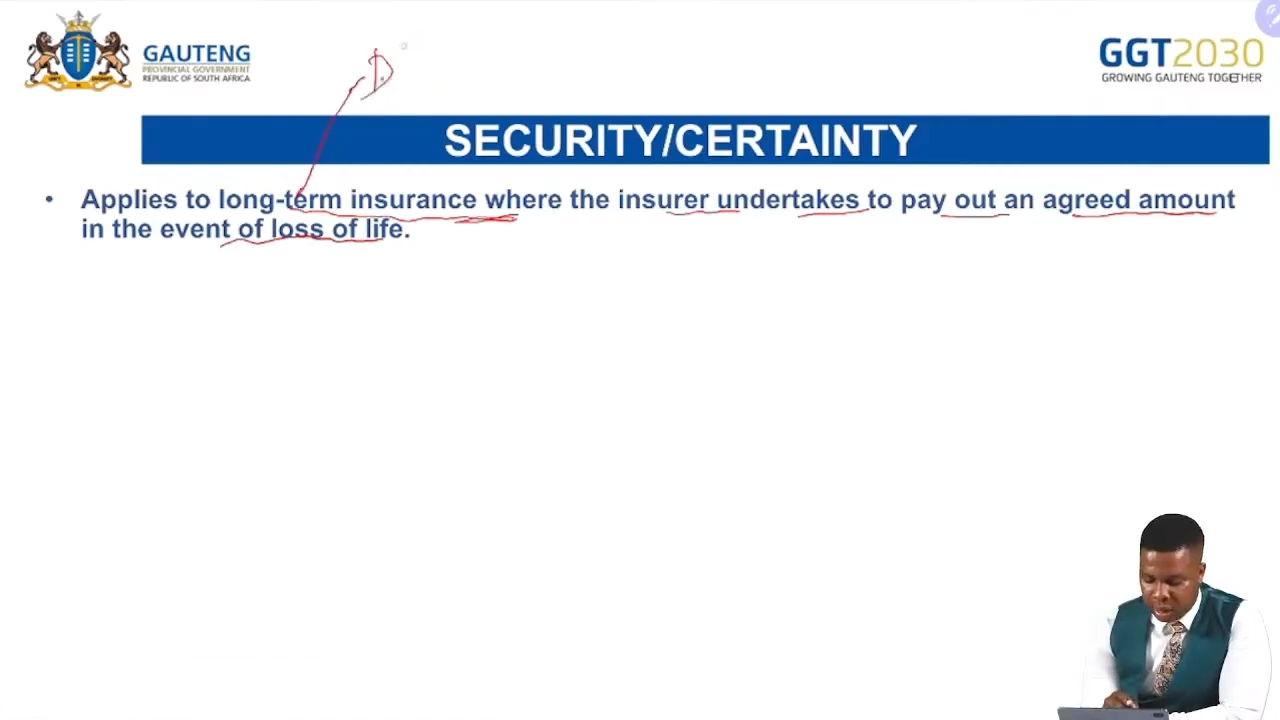 GAUTENG
PROVINCIAL GOVERNMENT
REPUBLIC OF SOUTH AFRICA
GGT2030
GROWING GAUTENG TOGETHER
D
SECURITY/CERTAINTY
• Applies to long-term insurance where the insurer undertakes to pay out an agreed amount
in the event of loss of life.